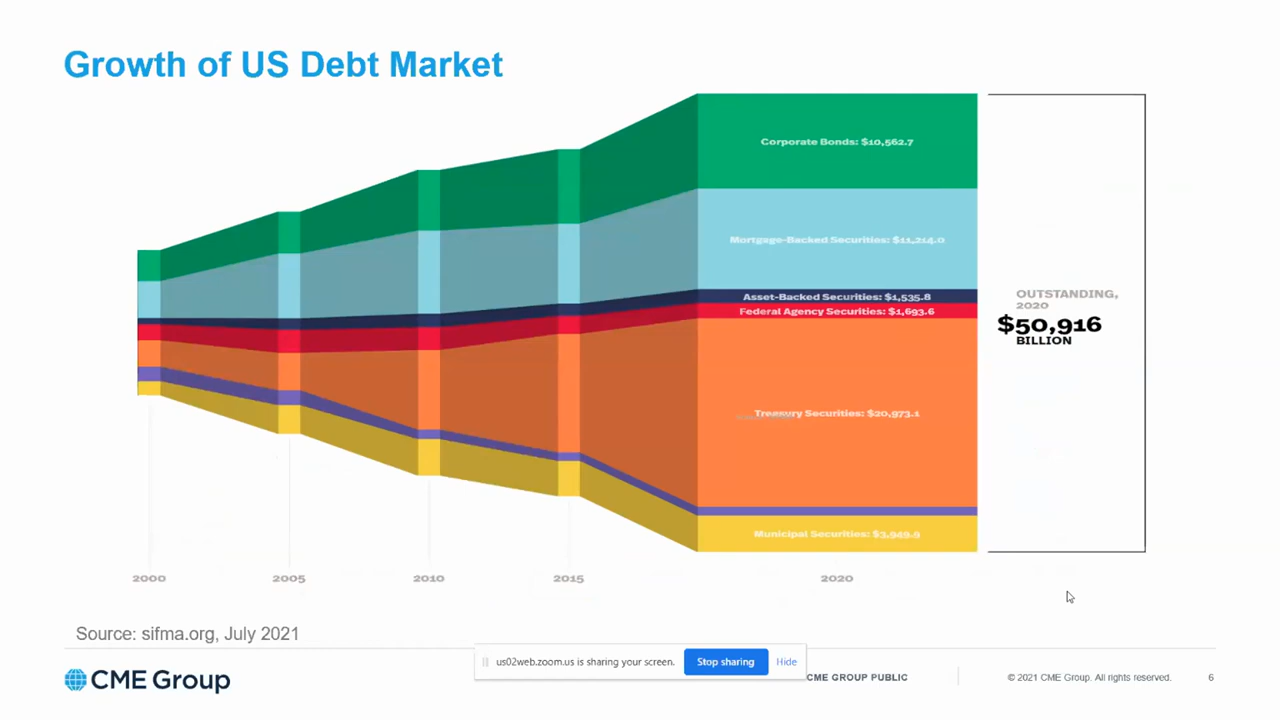 Growth of US Debt Market
Corporate Bonds: $10,562.7
Mortgage-Backed Securities: $11,214.0
Asset-Backed Securities: $1,535.8
Federal Agency Securities: $1,693.6
Treasury Securities: $20,973.1
Municipal Securities: $3,949.9
OUTSTANDING,
2020
$50,916
BILLION
2000 2005 2010 2015 2020
Source: sifma.org, July 2021
us02web.zoom.us is sharing your screen. Stop sharing Hide
CME Group CME GROUP PUBLIC © 2021 CME Group. All rights reserved. 6